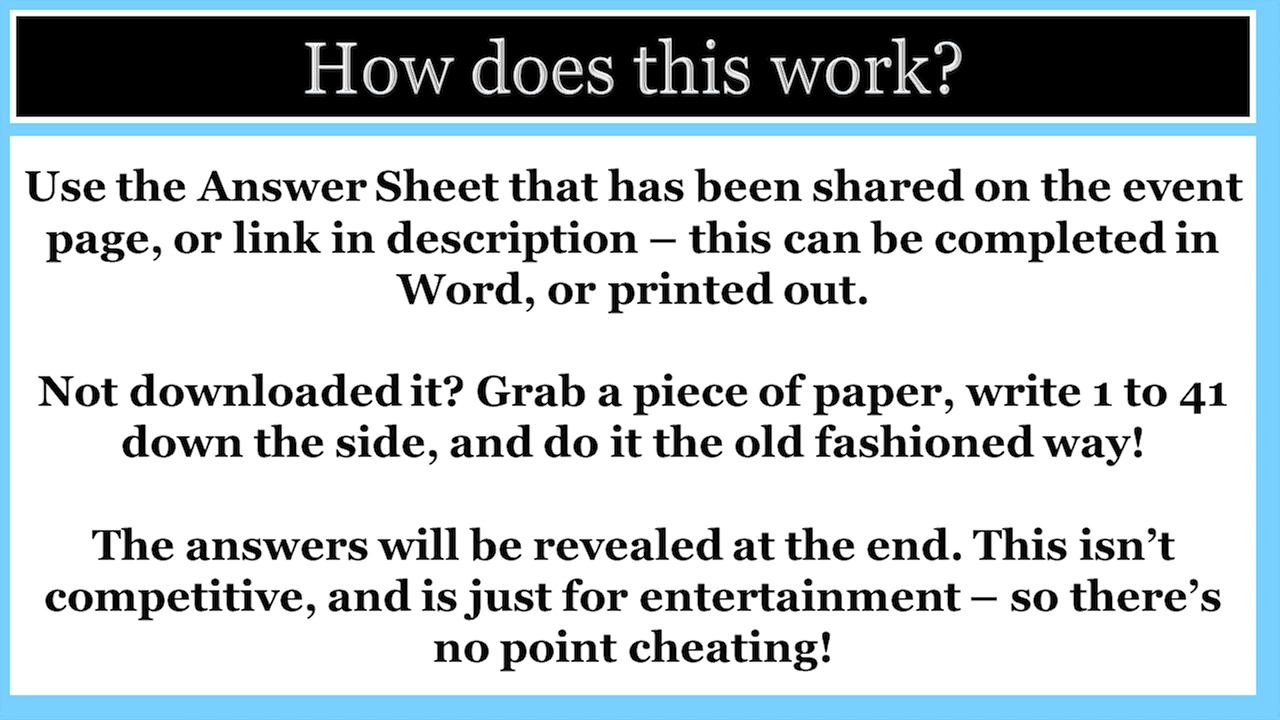 How does this work?
Use the Answer Sheet that has been shared on the event
page, or link in description – this can be completed in
Word, or printed out.
Not downloaded it? Grab a piece of paper, write 1 to 41
down the side, and do it the old fashioned way!
The answers will be revealed at the end. This isn’t
competitive, and is just for entertainment – so there’s
no point cheating!